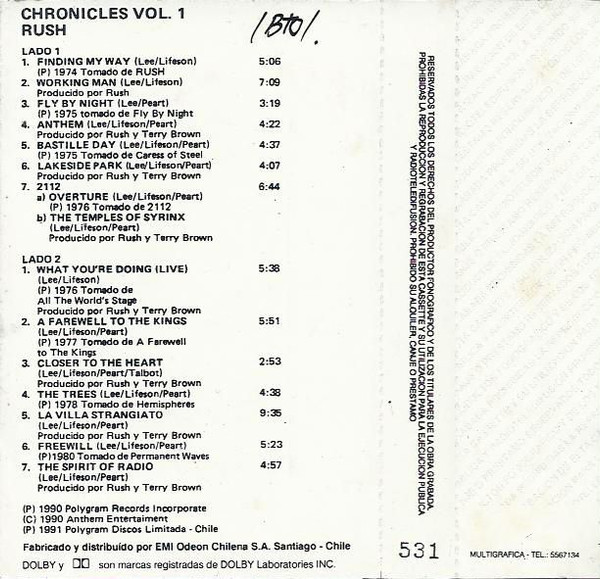 CHRONICLES VOL. 1
RUSH
/Bto/.
LADO 1
1. FINDING MY WAY (Lee/Lifeson) 5:06
(P) 1974 Tomado de RUSH
2. WORKING MAN (Lee/Lifeson) 7:09
Producido por Rush
3. FLY BY NIGHT (Lee/Peart) 3:19
(P) 1975 tomado de Fly By Night
4. ANTHEM (Lee/Lifeson/Peart) 4:22
Producido por Rush y Terry Brown
5. BASTILLE DAY (Lee/Lifeson/Peart) 4:37
(P) 1975 Tomado de Caress of Steel
6. LAKESIDE PARK (Lee/Lifeson/Peart) 4:07
Producido por Rush y Terry Brown
7. 2112 6:44
a) OVERTURE (Lee/Lifeson/Peart)
(P) 1976 Tomado de 2112
b) THE TEMPLES OF SYRINX
(Lee/Lifeson/Peart)
Producido por Rush y Terry Brown
LADO 2
1. WHAT YOU'RE DOING (LIVE) 5:38
(Lee/Lifeson)
(P) 1976 Tomado de
All The World's Stage
Producido por Rush y Terry Brown
2. A FAREWELL TO THE KINGS 5:51
(Lee/Lifeson/Peart)
(P) 1977 Tomado de A Farewell
to The Kings
3. CLOSER TO THE HEART 2:53
(Lee/Lifeson/Peart/Talbot)
Producido por Rush y Terry Brown
4. THE TREES (Lee/Lifeson/Peart) 4:38
(P) 1978 Tomado de Hemispheres
5. LA VILLA STRANGIATO 9:35
(Lee/Lifeson/Peart)
Producido por Rush y Terry Brown
6. FREEWILL (Lee/Lifeson/Peart) 5:23
(P)1980 Tomado de Permanent Waves
7. THE SPIRIT OF RADIO 4:57
(Lee/Lifeson/Peart)
Producido por Rush y Terry Brown
(P) 1990 Polygram Records Incorporate
(C) 1990 Anthem Entertaiment
(P) 1991 Polygram Discos Limitada - Chile
Fabricado y distribuído por EMI Odeon Chilena S.A. Santiago - Chile
DOLBY y son marcas registradas de DOLBY Laboratories INC.
RESERVADOS TODOS LOS DERECHOS DEL PRODUCTOR FONOGRAFICO Y DE LOS TITULARES DE LA OBRA GRABADA.
PROHIBIDAS LA REPRODUCCION Y REGRABACION DE ESTA CASSETTE Y SU UTILIZACION PARA LA EJECUCION PUBLICA
Y RADIOTELEDIFUSION. PROHIBIDO SU ALQUILER, CANJE O PRESTAMO
531
MULTIGRAFICA - TEL.: 5567134